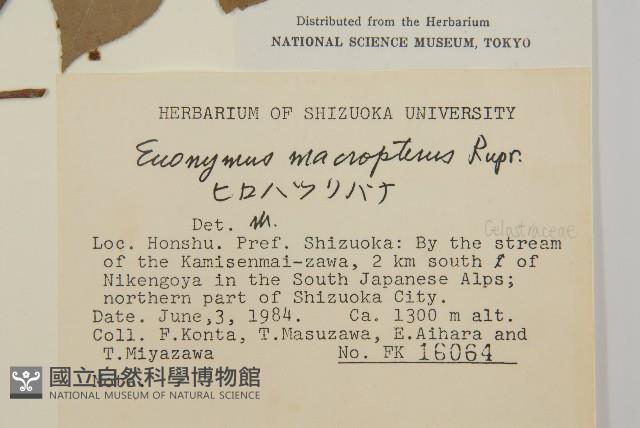 Distributed from the Herbarium
NATIONAL SCIENCE MUSEUM, TOKYO
HERBARIUM OF SHIZUOKA UNIVERSITY
Euonymus macropterus Rupr.
ヒロハツリバナ
Det. M.
Celastraceae
Loc. Honshu. Pref. Shizuoka: By the stream
of the Kamisenmai-zawa, 2 km south of
Nikengoya in the South Japanese Alps;
northern part of Shizuoka City.
Date. June,3, 1984. Ca. 1300 m alt.
Coll. F.Konta, T.Masuzawa, E.Aihara and
T.Miyazawa No. FK 16064
Note.
國立自然科學博物館
NATIONAL MUSEUM OF NATURAL SCIENCE